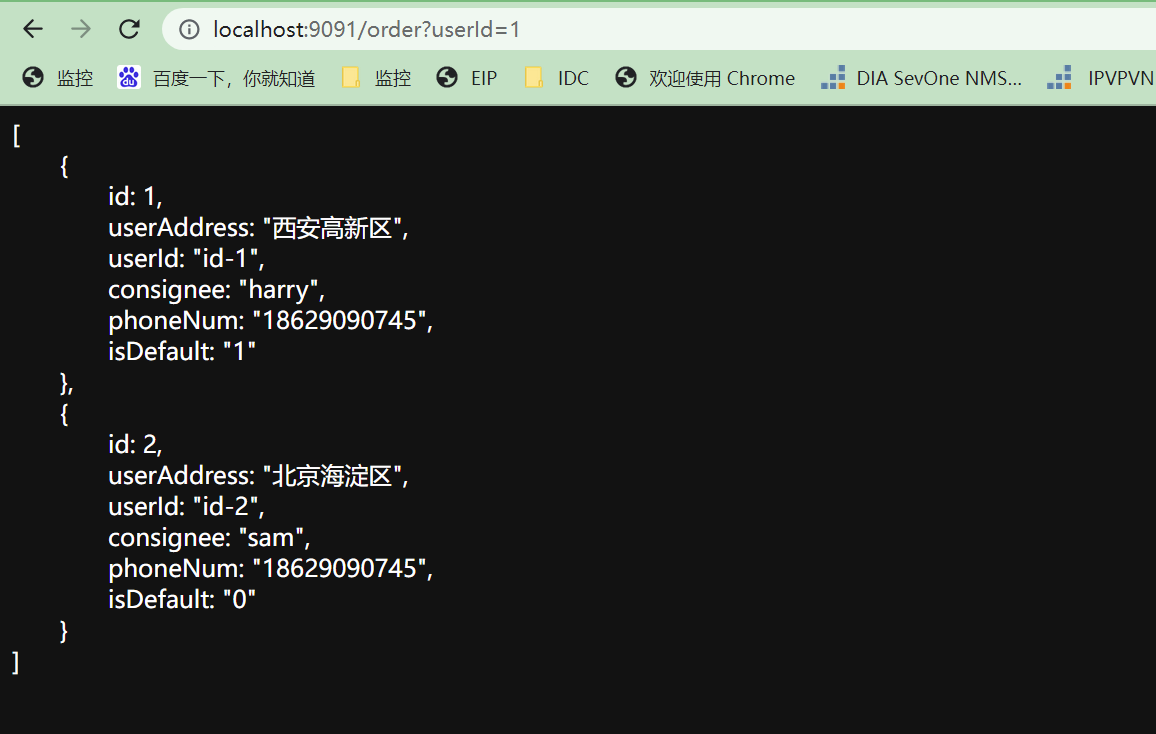 localhost:9091/order?userId=1
监控 百度一下，你就知道 监控 EIP IDC 欢迎使用 Chrome DIA SevOne NMS... IPVPVN
[
{
id: 1,
userAddress: "西安高新区",
userId: "id-1",
consignee: "harry",
phoneNum: "18629090745",
isDefault: "1"
},
{
id: 2,
userAddress: "北京海淀区",
userId: "id-2",
consignee: "sam",
phoneNum: "18629090745",
isDefault: "0"
}
]